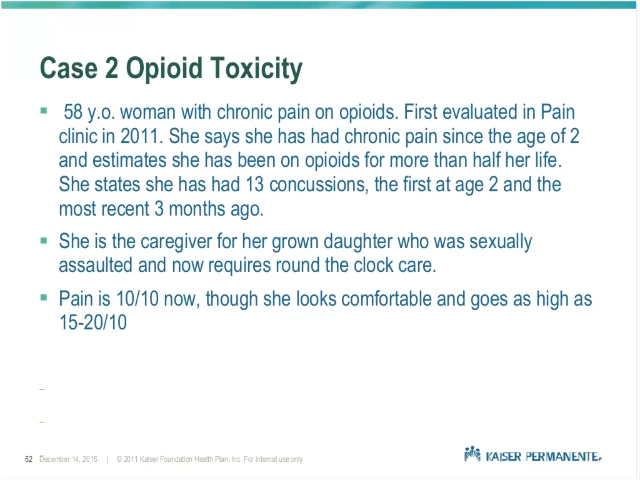 Case 2 Opioid Toxicity
▪ 58 y.o. woman with chronic pain on opioids. First evaluated in Pain
clinic in 2011. She says she has had chronic pain since the age of 2
and estimates she has been on opioids for more than half her life.
She states she has had 13 concussions, the first at age 2 and the
most recent 3 months ago.
▪ She is the caregiver for her grown daughter who was sexually
assaulted and now requires round the clock care.
▪ Pain is 10/10 now, though she looks comfortable and goes as high as
15-20/10
–
–
52 December 14, 2015 | © 2011 Kaiser Foundation Health Plan, Inc. For internal use only
KAISER PERMANENTE.